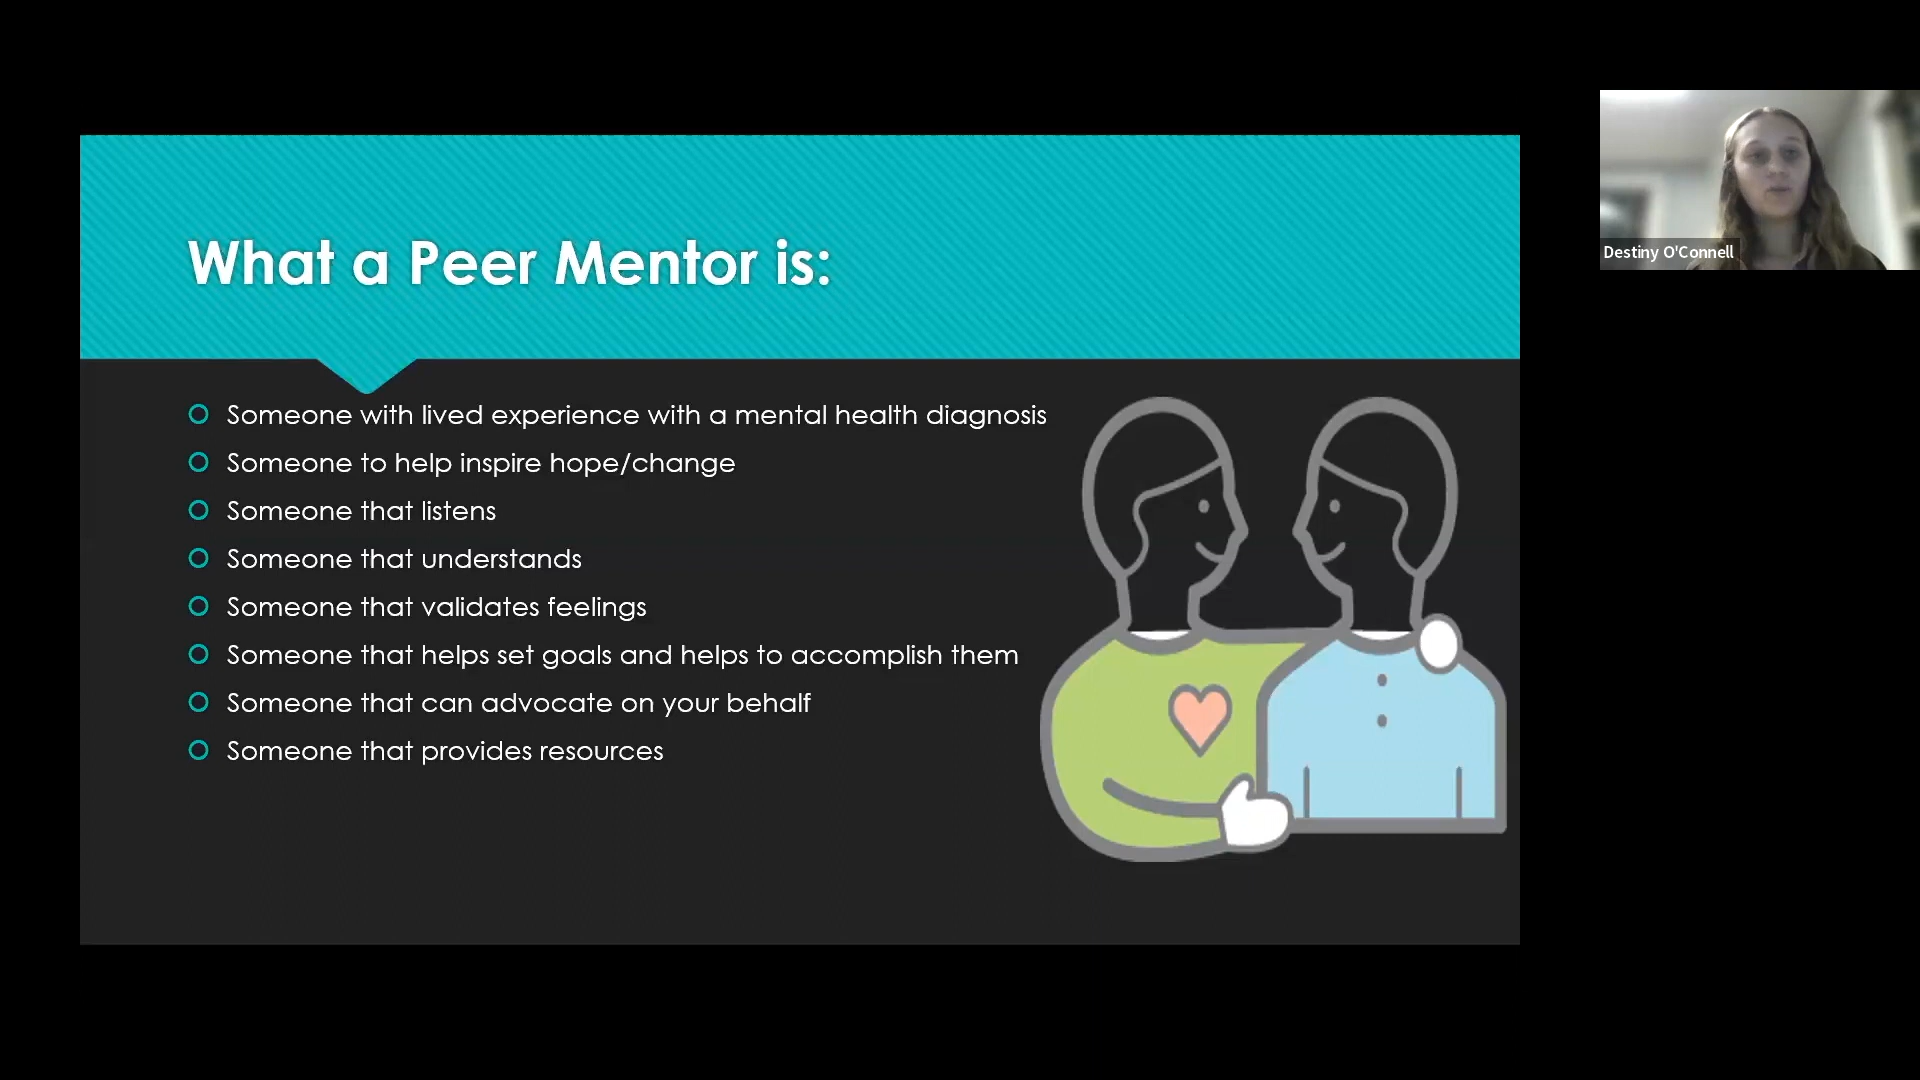 What a Peer Mentor is:
Someone with lived experience with a mental health diagnosis
Someone to help inspire hope/change
Someone that listens
Someone that understands
Someone that validates feelings
Someone that helps set goals and helps to accomplish them
Someone that can advocate on your behalf
Someone that provides resources
Destiny O'Connell